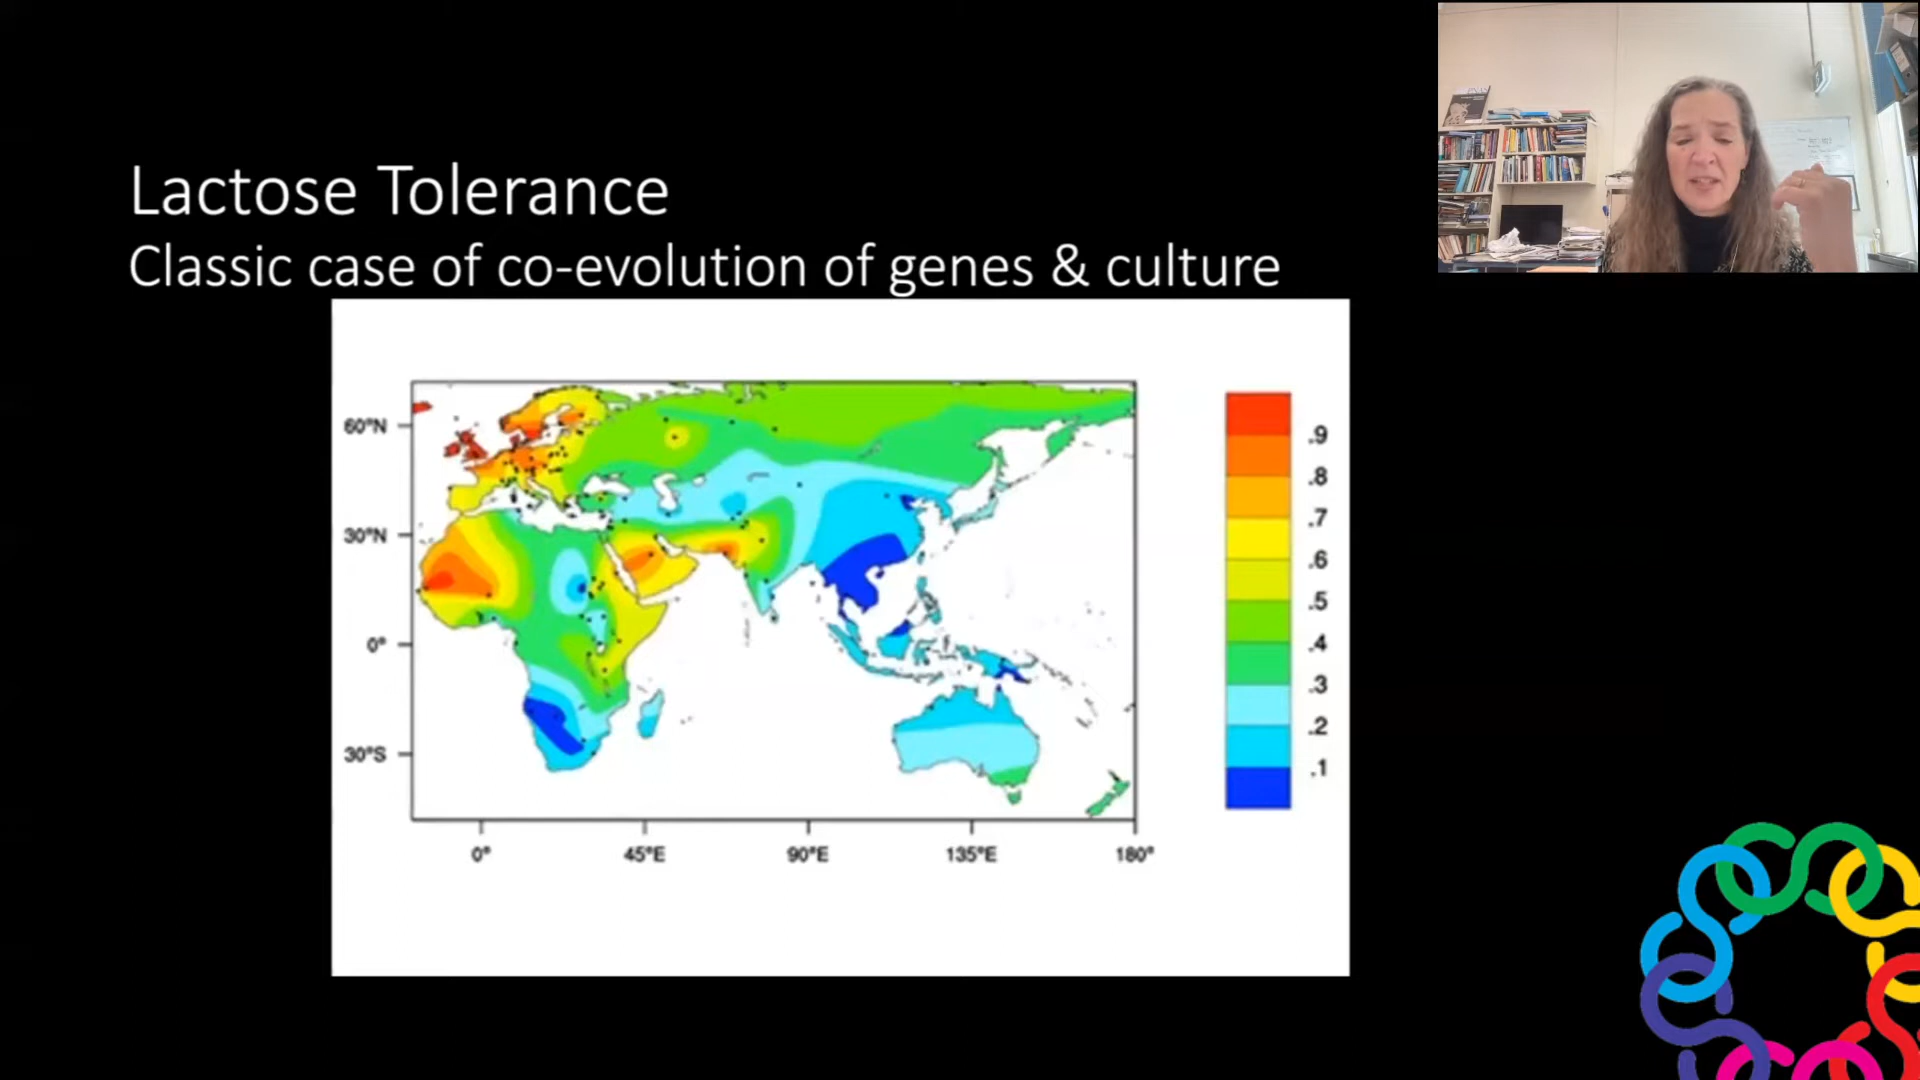 Lactose Tolerance
Classic case of co-evolution of genes & culture
60°N
30°N
0°
30°S
0°
45°E
90°E
135°E
180°
.9
.8
.7
.6
.5
.4
.3
.2
.1